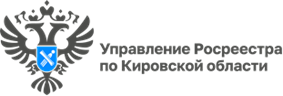 Управление Росреестра
по Кировской области